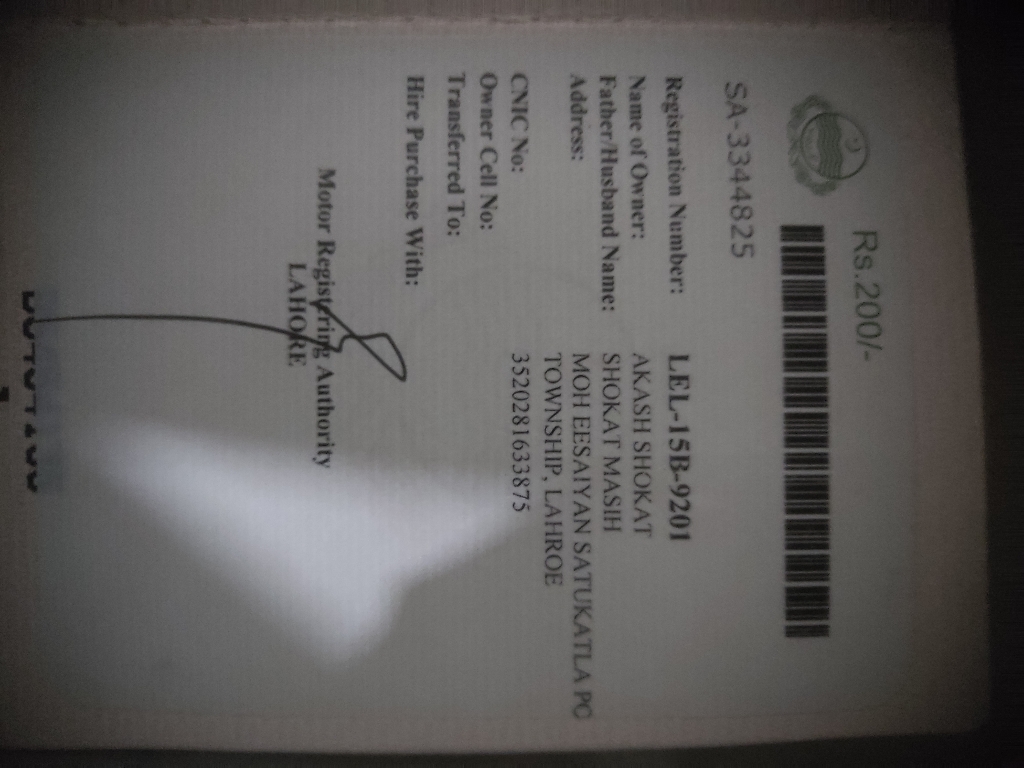 Rs.200/-
SA-3344825
Registration Number: LEL-15B-9201
Name of Owner: AKASH SHOKAT
Father/Husband Name: SHOKAT MASIH
Address: MOH EESAIYAN SATUKATLA PO
TOWNSHIP, LAHROE
CNIC No: 3520281633875
Owner Cell No:
Transferred To:
Hire Purchase With:
Motor Registering Authority
LAHORE